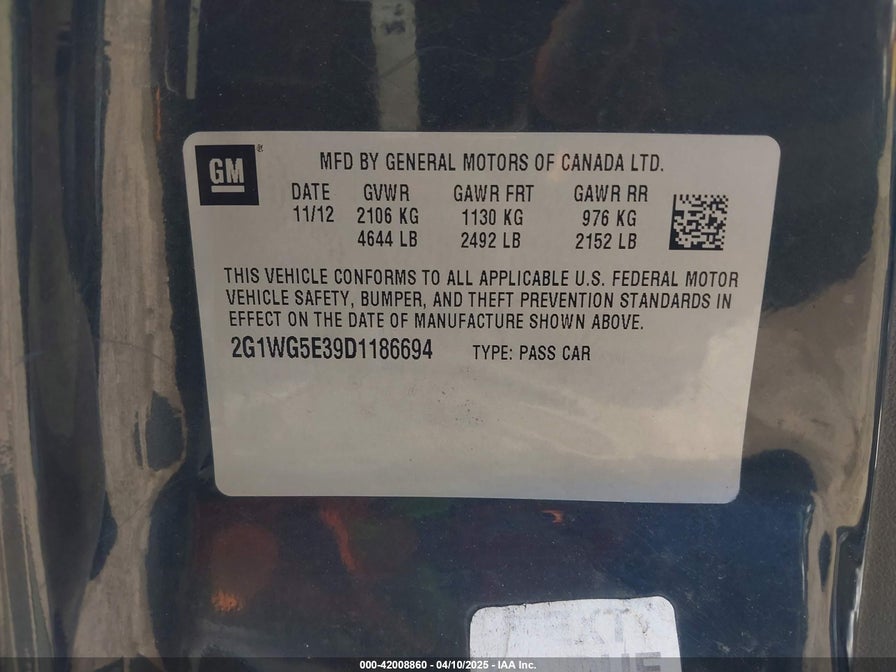 GM
MFD BY GENERAL MOTORS OF CANADA LTD.
DATE GVWR GAWR FRT GAWR RR
11/12 2106 KG 1130 KG 976 KG
4644 LB 2492 LB 2152 LB
THIS VEHICLE CONFORMS TO ALL APPLICABLE U.S. FEDERAL MOTOR
VEHICLE SAFETY, BUMPER, AND THEFT PREVENTION STANDARDS IN
EFFECT ON THE DATE OF MANUFACTURE SHOWN ABOVE.
2G1WG5E39D1186694 TYPE: PASS CAR
000-42008860 - 04/10/2025 - IAA Inc.